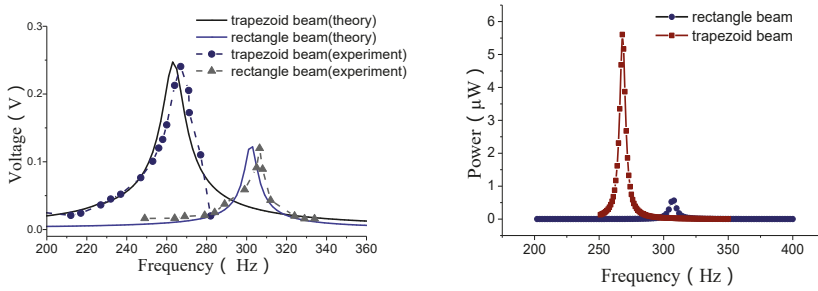 trapezoid beam(theory)
rectangle beam(theory)
trapezoid beam(experiment)
rectangle beam(experiment)
0.3
0.2
0.1
0.0
Voltage ( V )
200 220 240 260 280 300 320 340 360
Frequency ( Hz )
rectangle beam
trapezoid beam
6
5
4
3
2
1
0
Power ( μW )
200 250 300 350 400
Frequency ( Hz )